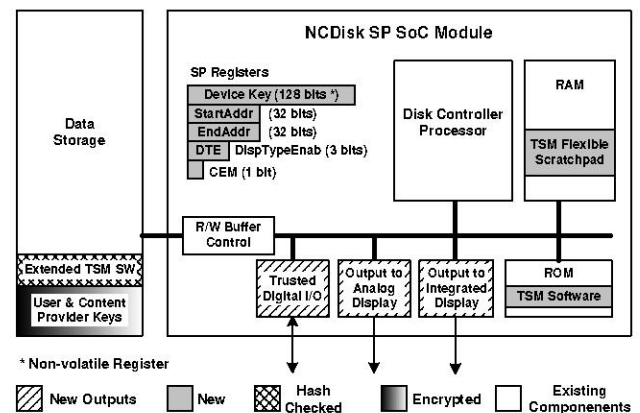 NCDisk SP SoC Module
SP Registers
Device Key (128 bits *)
StartAddr (32 bits)
EndAddr (32 bits)
DTE DispTypeEnab (3 bits)
CEM (1 bit)
Disk Controller
Processor
RAM
TSM Flexible
Scratchpad
Data
Storage
R/W Buffer
Control
Extended TSM SW
User & Content
Provider Keys
Trusted
Digital I/O
Output to
Analog
Display
Output to
Integrated
Display
ROM
TSM Software
* Non-volatile Register
New Outputs
New
Hash
Checked
Encrypted
Existing
Components